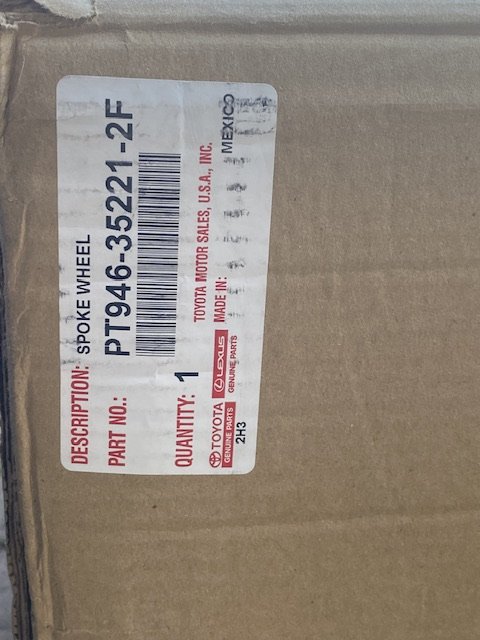 DESCRIPTION: SPOKE WHEEL
PART NO.: PT946-35221-2F
QUANTITY: 1
TOYOTA MOTOR SALES, U.S.A., INC.
TOYOTA LEXUS MADE IN: MEXICO
GENUINE PARTS GENUINE PARTS
2H3